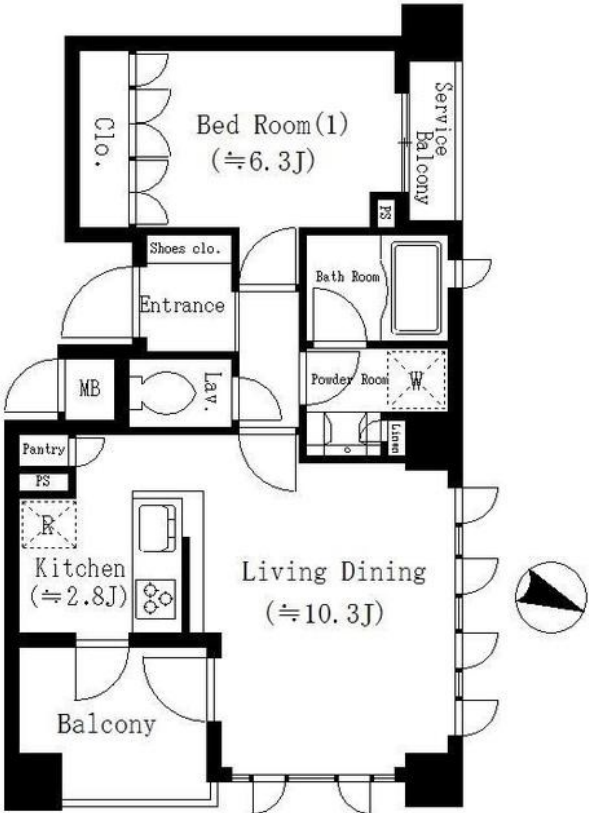 Clo.
Bed Room(1)
(≒6.3J)
Service
Balcony
PS
Shoes clo.
Bath Room
Entrance
MB
Lav.
Powder Room
W
Linen
Pantry
PS
R
Kitchen
(≒2.8J)
Living Dining
(≒10.3J)
Balcony